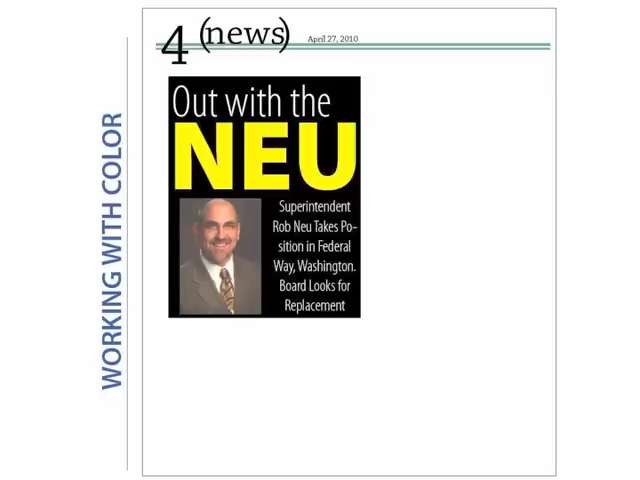 4 (news) April 27, 2010
WORKING WITH COLOR
Out with the
NEU
Superintendent
Rob Neu Takes Po-
sition in Federal
Way, Washington.
Board Looks for
Replacement